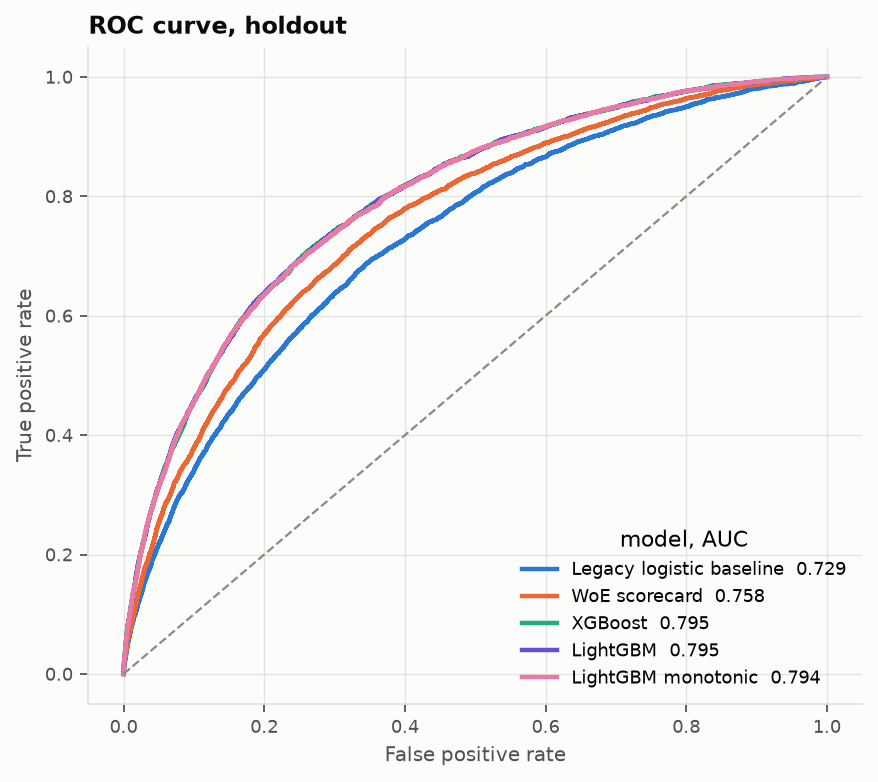 ROC curve, holdout
1.0
0.8
0.6
0.4
0.2
0.0
True positive rate
0.0
0.2
0.4
0.6
0.8
1.0
False positive rate
model, AUC
Legacy logistic baseline 0.729
WoE scorecard 0.758
XGBoost 0.795
LightGBM 0.795
LightGBM monotonic 0.794